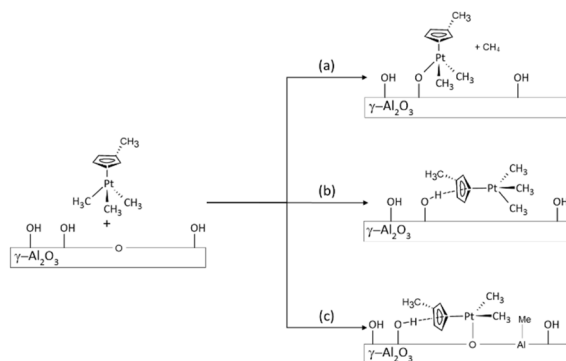 CH₃
Pt
+ CH₄
(a)
OH
O
CH₃
CH₃
OH
γ–Al₂O₃
CH₃
Pt
H₃C
CH₃
CH₃
+
OH
OH
O
OH
γ–Al₂O₃
(b)
H₃C
CH₃
Pt
CH₃
CH₃
OH
O
H
OH
γ–Al₂O₃
(c)
H₃C
CH₃
Pt
CH₃
Me
OH
O
H
O
Al
OH
γ–Al₂O₃